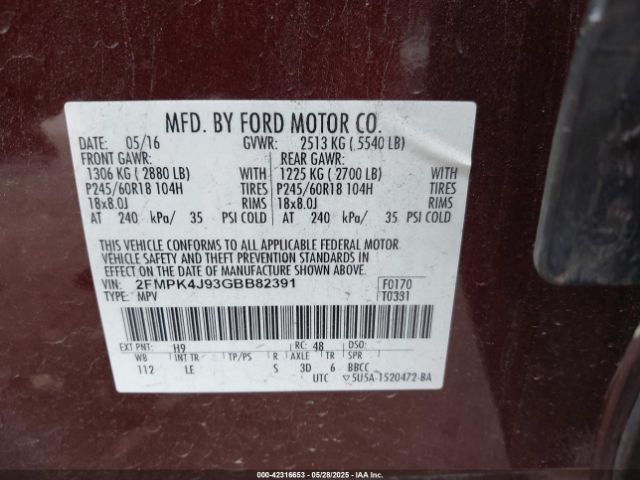 MFD. BY FORD MOTOR CO.
DATE: 05/16 GVWR: 2513 KG ( 5540 LB)
FRONT GAWR: REAR GAWR:
1306 KG ( 2880 LB) WITH 1225 KG ( 2700 LB) WITH
P245/60R18 104H TIRES P245/60R18 104H TIRES
18x8.0J RIMS 18x8.0J RIMS
AT 240 kPa/ 35 PSI COLD AT 240 kPa/ 35 PSI COLD
THIS VEHICLE CONFORMS TO ALL APPLICABLE FEDERAL MOTOR
VEHICLE SAFETY AND THEFT PREVENTION STANDARDS IN
EFFECT ON THE DATE OF MANUFACTURE SHOWN ABOVE.
VIN: 2FMPK4J93GBB82391 F0170
TYPE: MPV T0331
EXT PNT: H9 RC: 48 DSO:
WB INT TR TP/PS R AXLE TR SPR
112 LE S 3D 6 BBCC
UTC ▽5U5A-1520472-BA
00-42316653 - 05/28/2025 - IAA Inc.